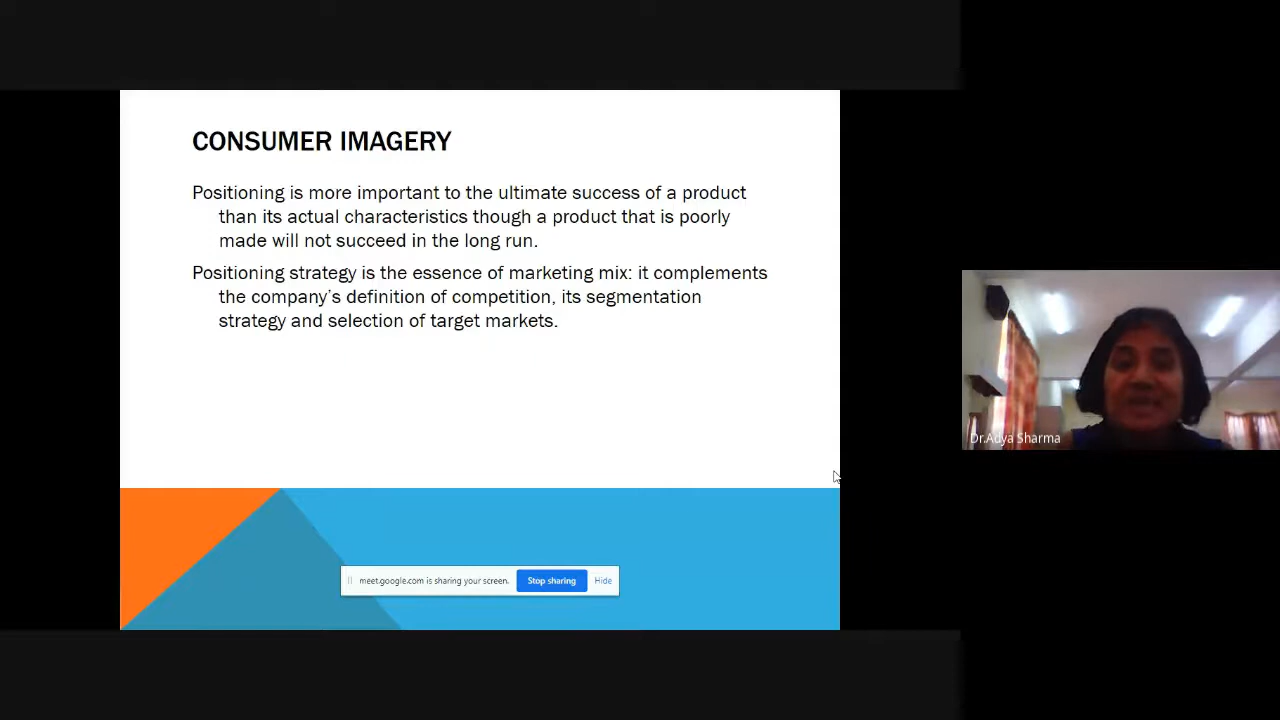 CONSUMER IMAGERY
Positioning is more important to the ultimate success of a product
than its actual characteristics though a product that is poorly
made will not succeed in the long run.
Positioning strategy is the essence of marketing mix: it complements
the company’s definition of competition, its segmentation
strategy and selection of target markets.
Dr.Adya Sharma
meet.google.com is sharing your screen.
Stop sharing
Hide